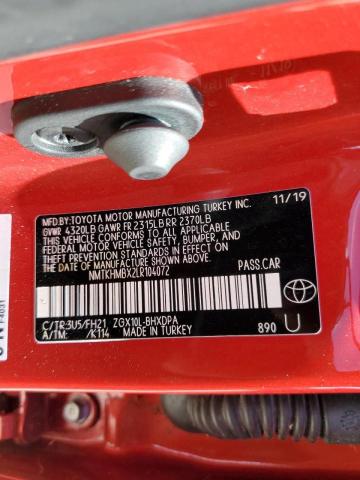 MFD.BY:TOYOTA MOTOR MANUFACTURING TURKEY INC. 11/19
GVWR 4320LB GAWR FR 2315LB RR 2370LB
THIS VEHICLE CONFORMS TO ALL APPLICABLE
FEDERAL MOTOR VEHICLE SAFETY, BUMPER, AND
THEFT PREVENTION STANDARDS IN EFFECT ON THE DATE
OF MANUFACTURE SHOWN ABOVE.
NMTKHMBX2LR104072 PASS.CAR
C/TR:3U5/FH21 ZGX10L-BHXDPA
A/TM: /K114 MADE IN TURKEY 890 U